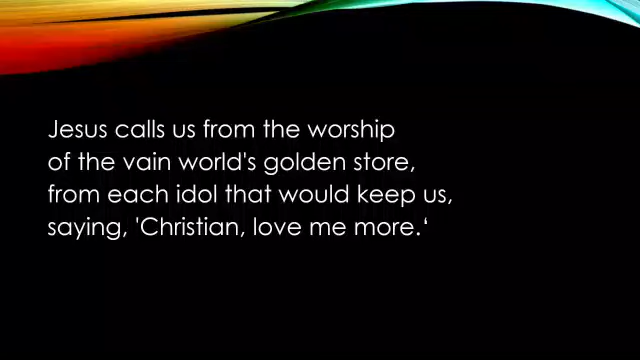 Jesus calls us from the worship
of the vain world's golden store,
from each idol that would keep us,
saying, 'Christian, love me more.‘